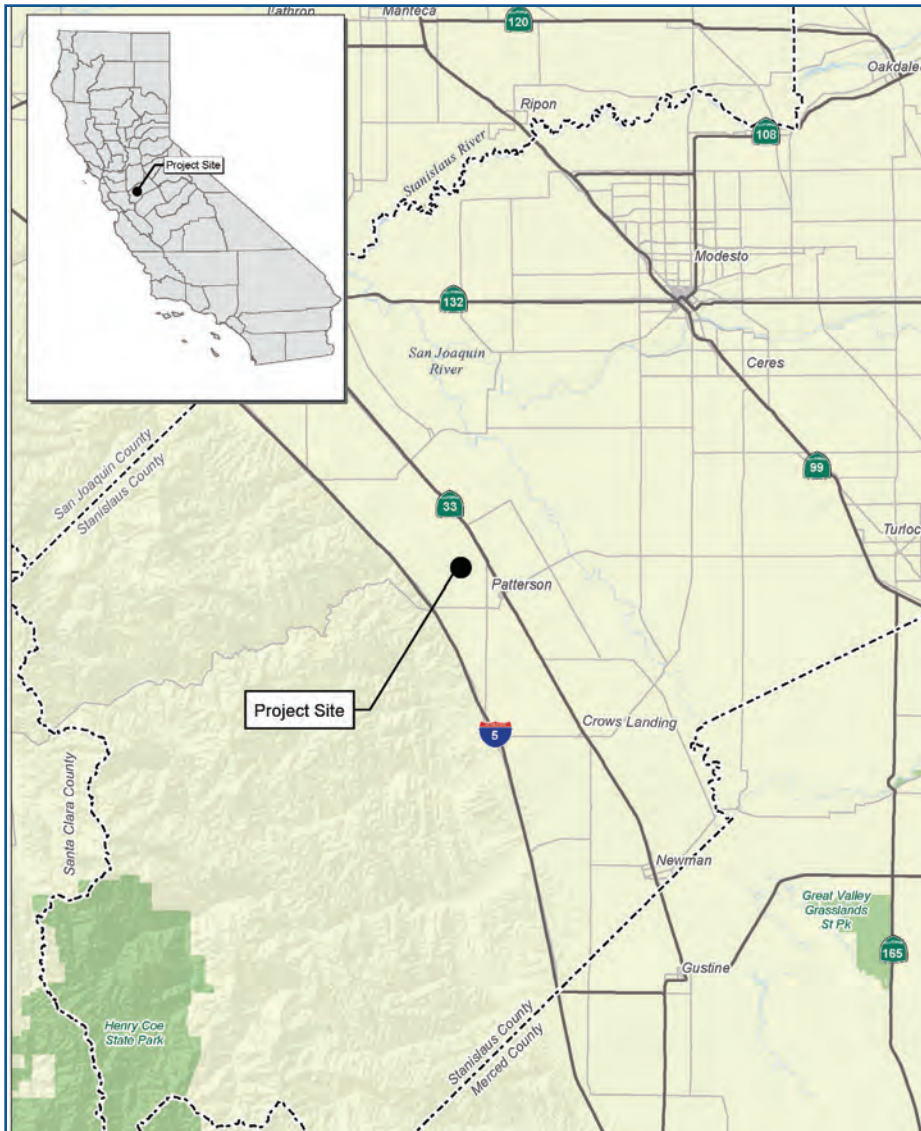 Lathrop
Manteca
120
Oakdale
Ripon
108
Stanislaus River
Project Site
Modesto
132
San Joaquin
River
Ceres
San Joaquin County
Stanislaus County
99
33
Turloc
Patterson
Project Site
Crows Landing
5
Santa Clara County
Newman
Great Valley
Grasslands
St Pk
165
Gustine
Henry Coe
State Park
Stanislaus County
Merced County